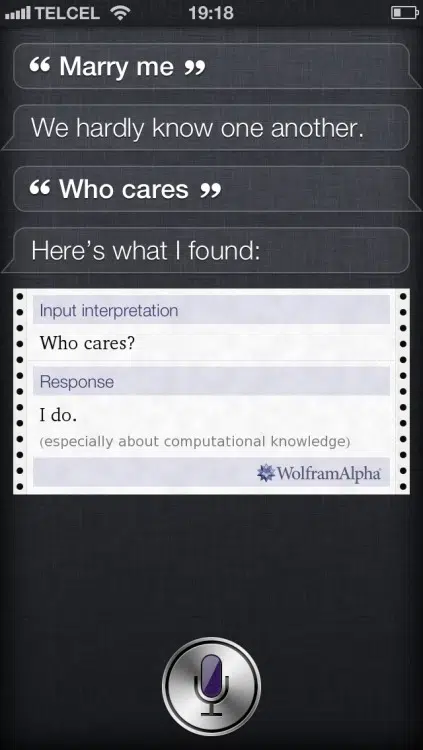 TELCEL 19:18
“ Marry me ”
We hardly know one another.
“ Who cares ”
Here’s what I found:
Input interpretation
Who cares?
Response
I do.
(especially about computational knowledge)
WolframAlpha